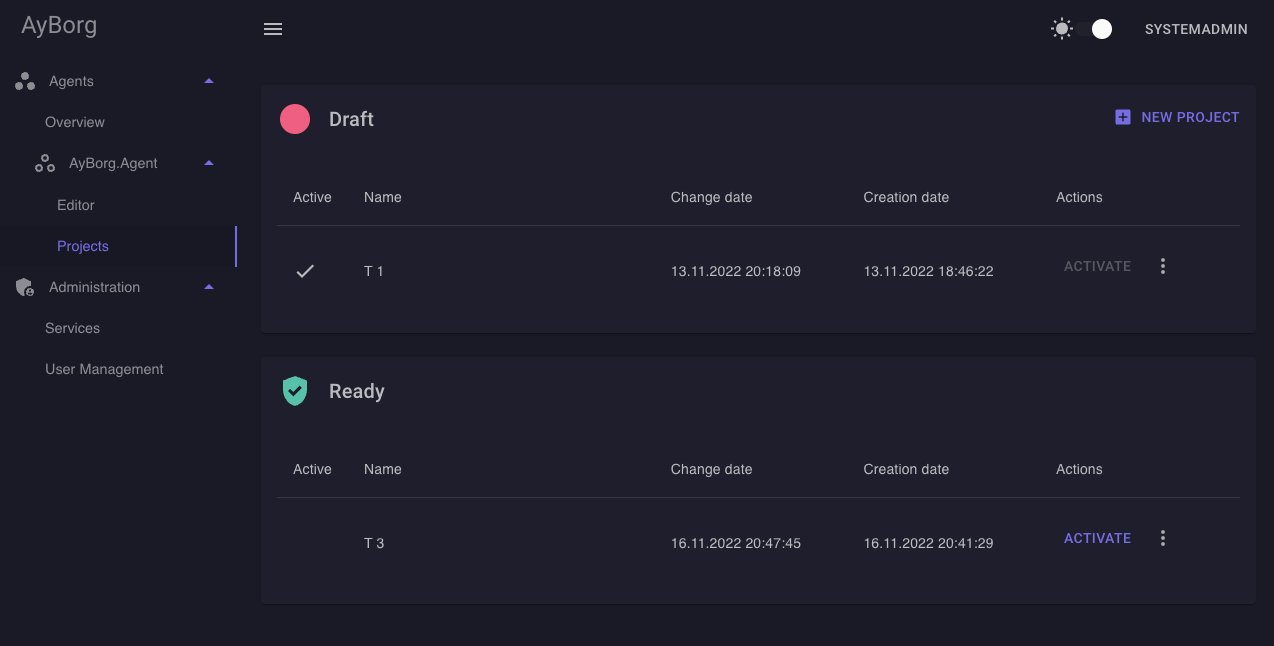 AyBorg
SYSTEMADMIN
Agents
Overview
AyBorg.Agent
Editor
Projects
Administration
Services
User Management
Draft
NEW PROJECT
Active Name Change date Creation date Actions
T 1 13.11.2022 20:18:09 13.11.2022 18:46:22 ACTIVATE
Ready
Active Name Change date Creation date Actions
T 3 16.11.2022 20:47:45 16.11.2022 20:41:29 ACTIVATE